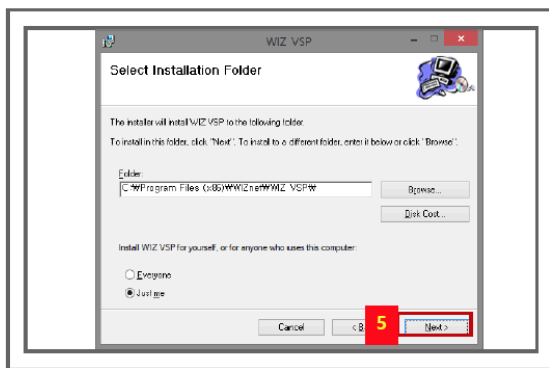 WIZ VSP
Select Installation Folder
The installer will install WIZ VSP to the following folder.
To install in this folder, click "Next". To install to a different folder, enter it below or click "Browse".
Folder:
C:₩Program Files (x86)₩WIZnet₩WIZ VSP₩
Browse...
Disk Cost...
Install WIZ VSP for yourself, or for anyone who uses this computer:
Everyone
Just me
Cancel < B 5 Next >